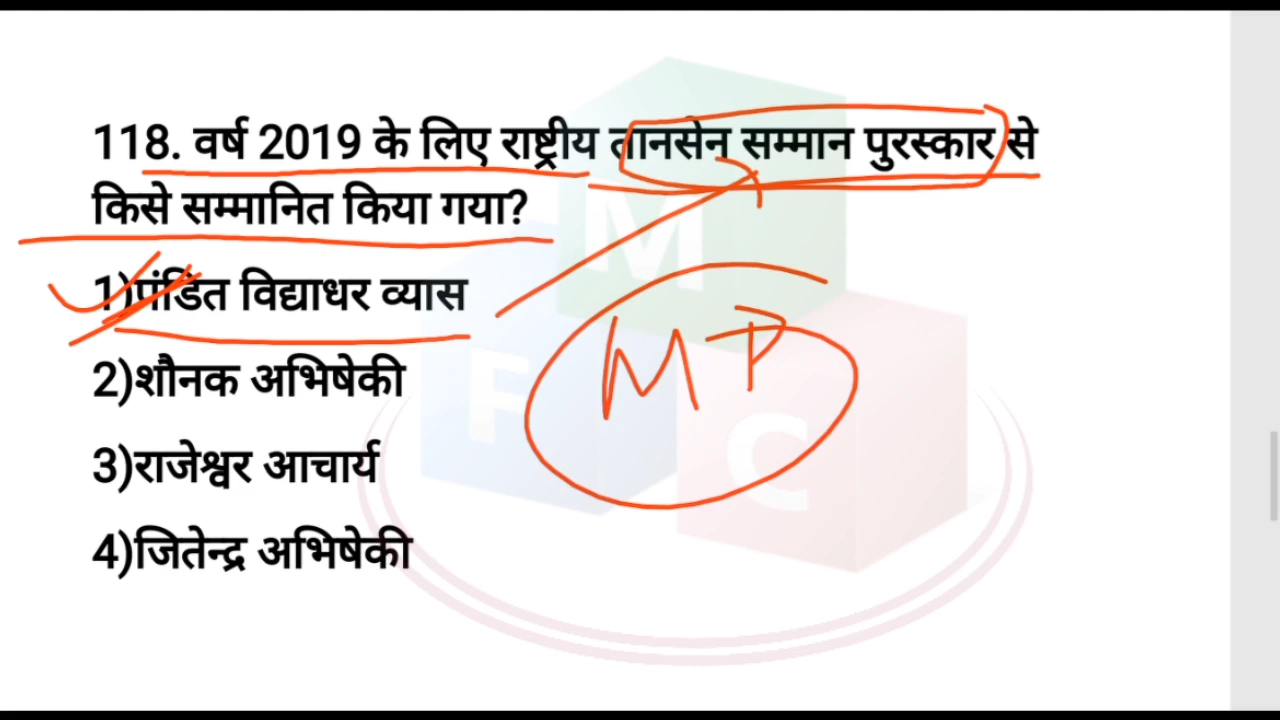 118. वर्ष 2019 के लिए राष्ट्रीय तानसेन सम्मान पुरस्कार से
किसे सम्मानित किया गया?
1)पंडित विद्याधर व्यास
2)शौनक अभिषेकी
3)राजेश्वर आचार्य
4)जितेन्द्र अभिषेकी
MP
M
F
C